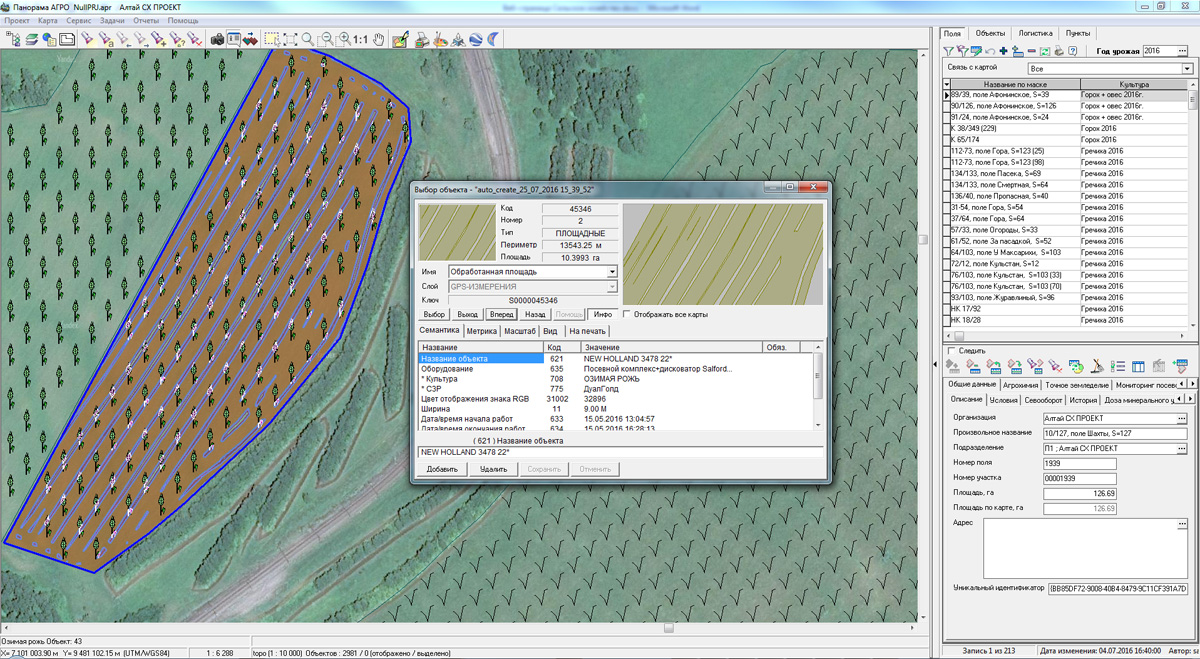 Панорама АГРО NullPRJ.apr Алтай СХ ПРОЕКТ
Проект Карта Сервис Задачи Отчеты Помощь
1:1
Выбор объекта - "auto_create_25_07_2016 15_39_52"
Код 45346
Номер 2
Тип ПЛОЩАДНЫЕ
Периметр 13543.25 м
Площадь 10.3993 га
Имя Обработанная площадь
Слой GPS-ИЗМЕРЕНИЯ
Ключ S0000045346
Выбор Выход Вперед Назад Помощь Инфо Отображать все карты
Семантика Метрика Масштаб Вид На печать
Название Код Значение Обяз.
Название объекта 621 NEW HOLLAND 3478 22*
Оборудование 635 Посевной комплекс+дисковатор Salford...
* Культура 708 ОЗИМАЯ РОЖЬ
* СЗР 775 ДуалГолд
Цвет отображения знака RGB 31002 32896
Ширина 11 9.00 М
Дата/время начала работ 633 15.05.2016 13:04:57
Дата/время окончания работ 634 15.05.2016 16:28:13
( 621 ) Название объекта
NEW HOLLAND 3478 22*
Добавить Удалить Сохранить Отменить
Поля Объекты Логистика Пункты
Год урожая 2016
Связь с картой Все
Название по маске Культура
89/39, поле Афонинское, S=39 Горох + овес 2016г.
90/126, поле Афонинское, S=126 Горох + овес 2016г.
91/24, поле Афонинское, S=24 Горох + овес 2016г.
К 38/349 (229) Горох 2016
К 65/174 Горох 2016
112-73, поле Гора, S=123 (25) Гречиха 2016
112-73, поле Гора, S=123 (98) Гречиха 2016
134/133, поле Пасека, S=69 Гречиха 2016
134/133, поле Смертная, S=64 Гречиха 2016
136/40, поле Пропасная, S=40 Гречиха 2016
31-54, поле Гора, S=54 Гречиха 2016
37/64, поле Гора, S=64 Гречиха 2016
57/33, поле Огороды, S=33 Гречиха 2016
61/52, поле За пасадкой, S=52 Гречиха 2016
64/103, поле У Максарихи, S=103 Гречиха 2016
72/12, поле Кульстан, S=12 Гречиха 2016
76/103, поле Кульстан, S=103 (33) Гречиха 2016
76/103, поле Кульстан, S=103 (70) Гречиха 2016
93/103, поле Журавлиный, S=96 Гречиха 2016
НК 17/92 Гречиха 2016
НК 18/28 Гречиха 2016
Следить
Общие данные Агрохимия Точное земледелие Мониторинг посевов
Описание Условия Севооборот История Доза минерального у
Организация Алтай СХ ПРОЕКТ
Произвольное название 10/127, поле Шахты, S=127
Подразделение П1 ; Алтай СХ ПРОЕКТ
Номер поля 1939
Номер участка 00001939
Площадь, га 126.69
Площадь по карте, га 126.69
Адрес
Уникальный идентификатор {BB85DF72-9008-40B4-8479-9C11CF391A7D
Озимая рожь Объект: 43
X= 7 101 003.90 m Y= 9 481 102.15 m (UTM/WGS84) 1 : 6 288 topo (1 : 10 000) Объектов : 2981 / 0 (отображено / выделено)
Запись 1 из 213 Дата изменения: 04.07.2016 16:40:00 Автор: